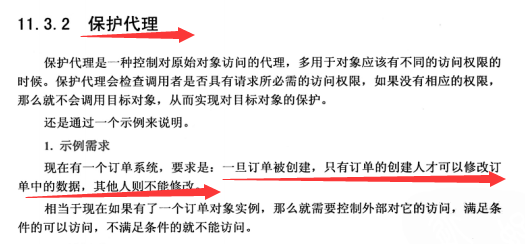 11.3.2 保护代理
保护代理是一种控制对原始对象访问的代理，多用于对象应该有不同的访问权限的
时候。保护代理会检查调用者是否具有请求所必需的访问权限，如果没有相应的权限，
那么就不会调用目标对象，从而实现对目标对象的保护。
还是通过一个示例来说明。
1. 示例需求
现在有一个订单系统，要求是：一旦订单被创建，只有订单的创建人才可以修改订
单中的数据，其他人则不能修改。
相当于现在如果有了一个订单对象实例，那么就需要控制外部对它的访问，满足条
件的可以访问，不满足条件的就不能访问。